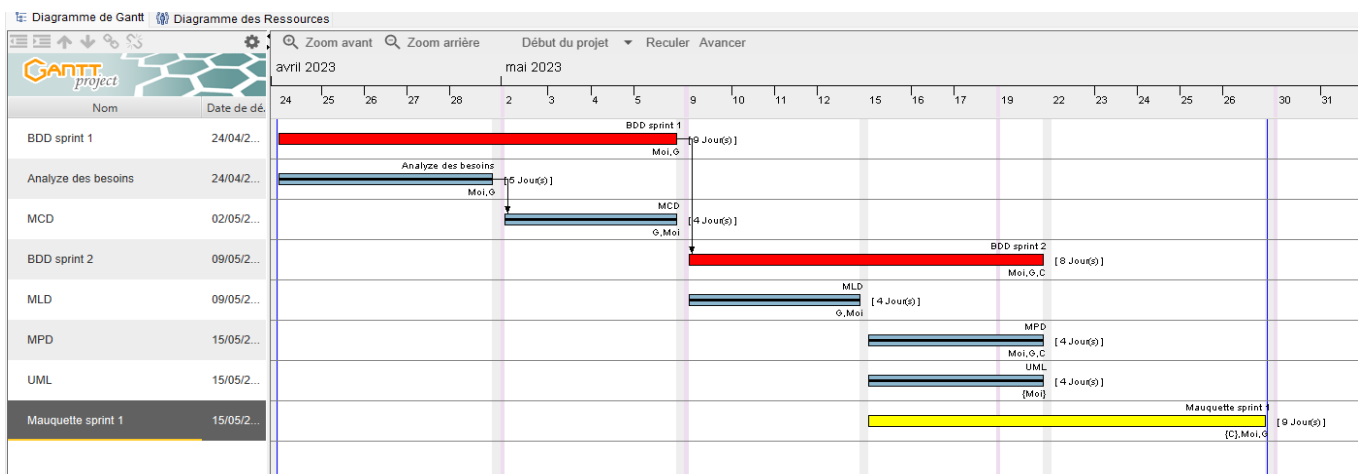 Diagramme de Gantt Diagramme des Ressources
Zoom avant Zoom arrière Début du projet Reculer Avancer
GANTT project
avril 2023 mai 2023
Nom Date de dé.
24 25 26 27 28 2 3 4 5 9 10 11 12 15 16 17 19 22 23 24 25 26 30 31
BDD sprint 1 24/04/2...
BDD sprint 1
[9 Jour(s)]
Moi,G
Analyze des besoins 24/04/2...
Analyze des besoins
[5 Jour(s)]
Moi,G
MCD 02/05/2...
MCD
[4 Jour(s)]
G,Moi
BDD sprint 2 09/05/2...
BDD sprint 2
[8 Jour(s)]
Moi,G,C
MLD 09/05/2...
MLD
[4 Jour(s)]
G,Moi
MPD 15/05/2...
MPD
[4 Jour(s)]
Moi,G,C
UML 15/05/2...
UML
[4 Jour(s)]
{Moi}
Mauquette sprint 1 15/05/2...
Mauquette sprint 1
[9 Jour(s)]
{C},Moi,G